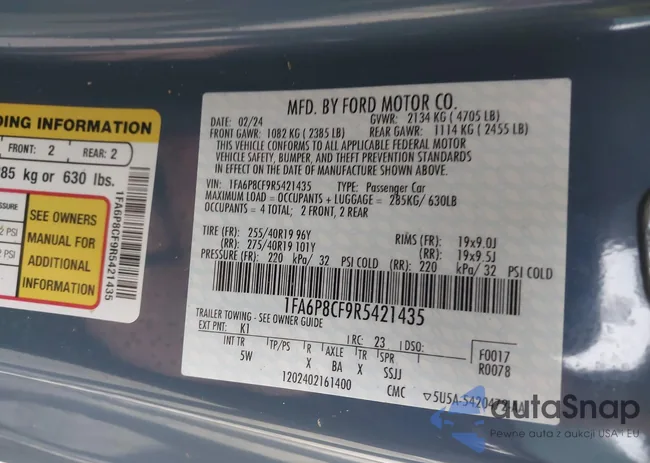 DING INFORMATION
FRONT: 2 REAR: 2
285 kg or 630 lbs.
SEE OWNERS
MANUAL FOR
ADDITIONAL
INFORMATION
1FA6P8CF9R5421435
MFD. BY FORD MOTOR CO.
02/24 GVWR: 2134 KG ( 4705 LB)
FRONT GAWR: 1082 KG ( 2385 LB) REAR GAWR: 1114 KG ( 2455 LB)
THIS VEHICLE CONFORMS TO ALL APPLICABLE FEDERAL MOTOR
VEHICLE SAFETY, BUMPER, AND THEFT PREVENTION STANDARDS
IN EFFECT ON THE DATE OF MANUFACTURE SHOWN ABOVE.
VIN: 1FA6P8CF9R5421435 TYPE: Passenger Car
MAXIMUM LOAD = OCCUPANTS + LUGGAGE = 285KG/ 630LB
OCCUPANTS = 4 TOTAL; 2 FRONT, 2 REAR
TIRE (FR): 255/40R19 96Y RIMS (FR): 19x9.0J
(RR): 275/40R19 101Y (RR): 19x9.5J
PRESSURE (FR): 220 kPa/ 32 PSI COLD (RR): 220 kPa/ 32 PSI COLD
1FA6P8CF9R5421435
TRAILER TOWING - SEE OWNER GUIDE
EXT PNT: K1 RC: 23 DSO:
INT TR TP/PS R AXLE TR SPR F0017
5W X BA X SSJJ R0078
1202402161400 CMC
autoSnap
Pewne auto z aukcji USA i EU